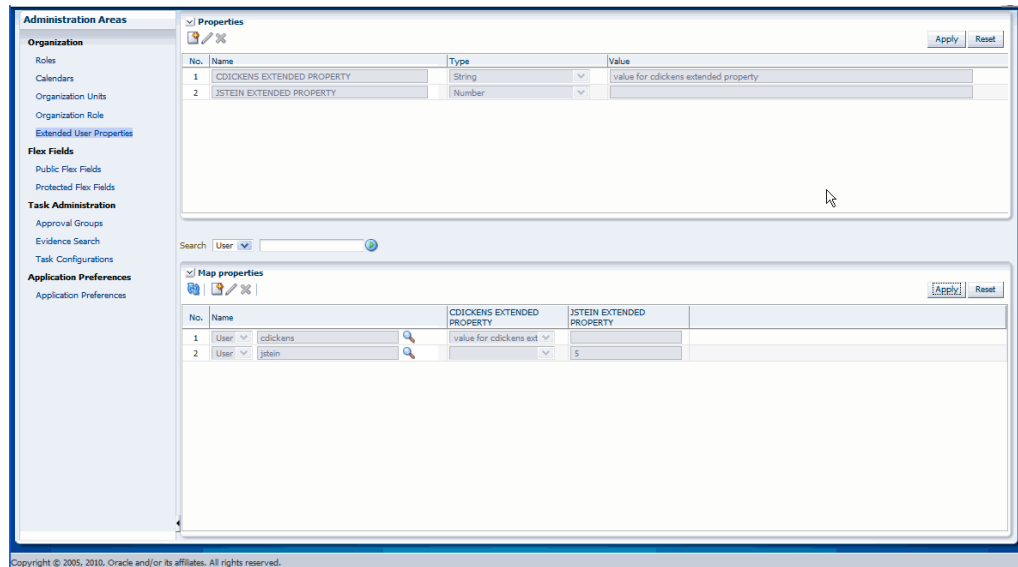 Administration Areas
Organization
Roles
Calendars
Organization Units
Organization Role
Extended User Properties
Flex Fields
Public Flex Fields
Protected Flex Fields
Task Administration
Approval Groups
Evidence Search
Task Configurations
Application Preferences
Application Preferences
Properties
Apply Reset
No. Name Type Value
1 CDICKENS EXTENDED PROPERTY String value for cdickens extended property
2 JSTEIN EXTENDED PROPERTY Number
Search User
Map properties
Apply Reset
No. Name CDICKENS EXTENDED PROPERTY JSTEIN EXTENDED PROPERTY
1 User cdickens value for cdickens ext
2 User jstein 5
Copyright © 2005, 2010, Oracle and/or its affiliates. All rights reserved.